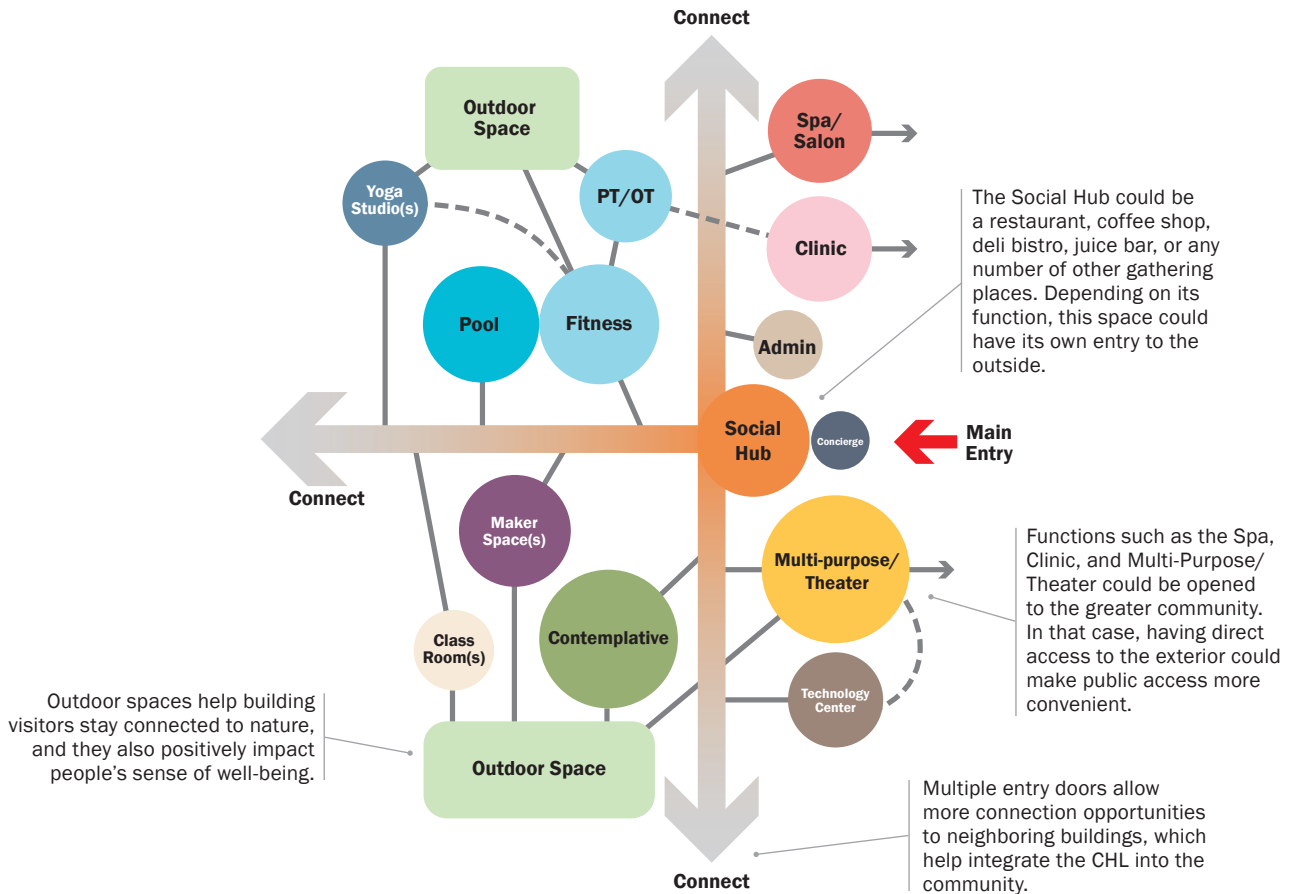 Connect
Outdoor
Space
Spa/
Salon
Yoga
Studio(s)
PT/OT
Clinic
The Social Hub could be
a restaurant, coffee shop,
deli bistro, juice bar, or any
number of other gathering
places. Depending on its
function, this space could
have its own entry to the
outside.
Pool
Fitness
Admin
Social
Hub
Concierge
Main
Entry
Connect
Maker
Space(s)
Multi-purpose/
Theater
Functions such as the Spa,
Clinic, and Multi-Purpose/
Theater could be opened
to the greater community.
In that case, having direct
access to the exterior could
make public access more
convenient.
Class
Room(s)
Contemplative
Technology
Center
Outdoor spaces help building
visitors stay connected to nature,
and they also positively impact
people’s sense of well-being.
Outdoor Space
Multiple entry doors allow
more connection opportunities
to neighboring buildings, which
help integrate the CHL into the
community.
Connect